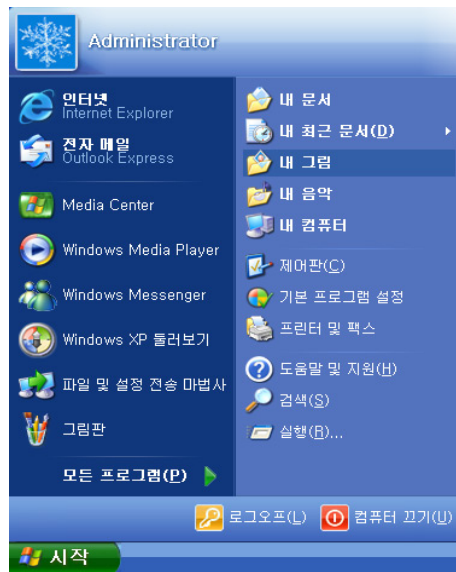 Administrator
인터넷
Internet Explorer
전자 메일
Outlook Express
Media Center
Windows Media Player
Windows Messenger
Windows XP 둘러보기
파일 및 설정 전송 마법사
그림판
모든 프로그램(P)
내 문서
내 최근 문서(D)
내 그림
내 음악
내 컴퓨터
제어판(C)
기본 프로그램 설정
프린터 및 팩스
도움말 및 지원(H)
검색(S)
실행(R)...
로그오프(L)
컴퓨터 끄기(U)
시작